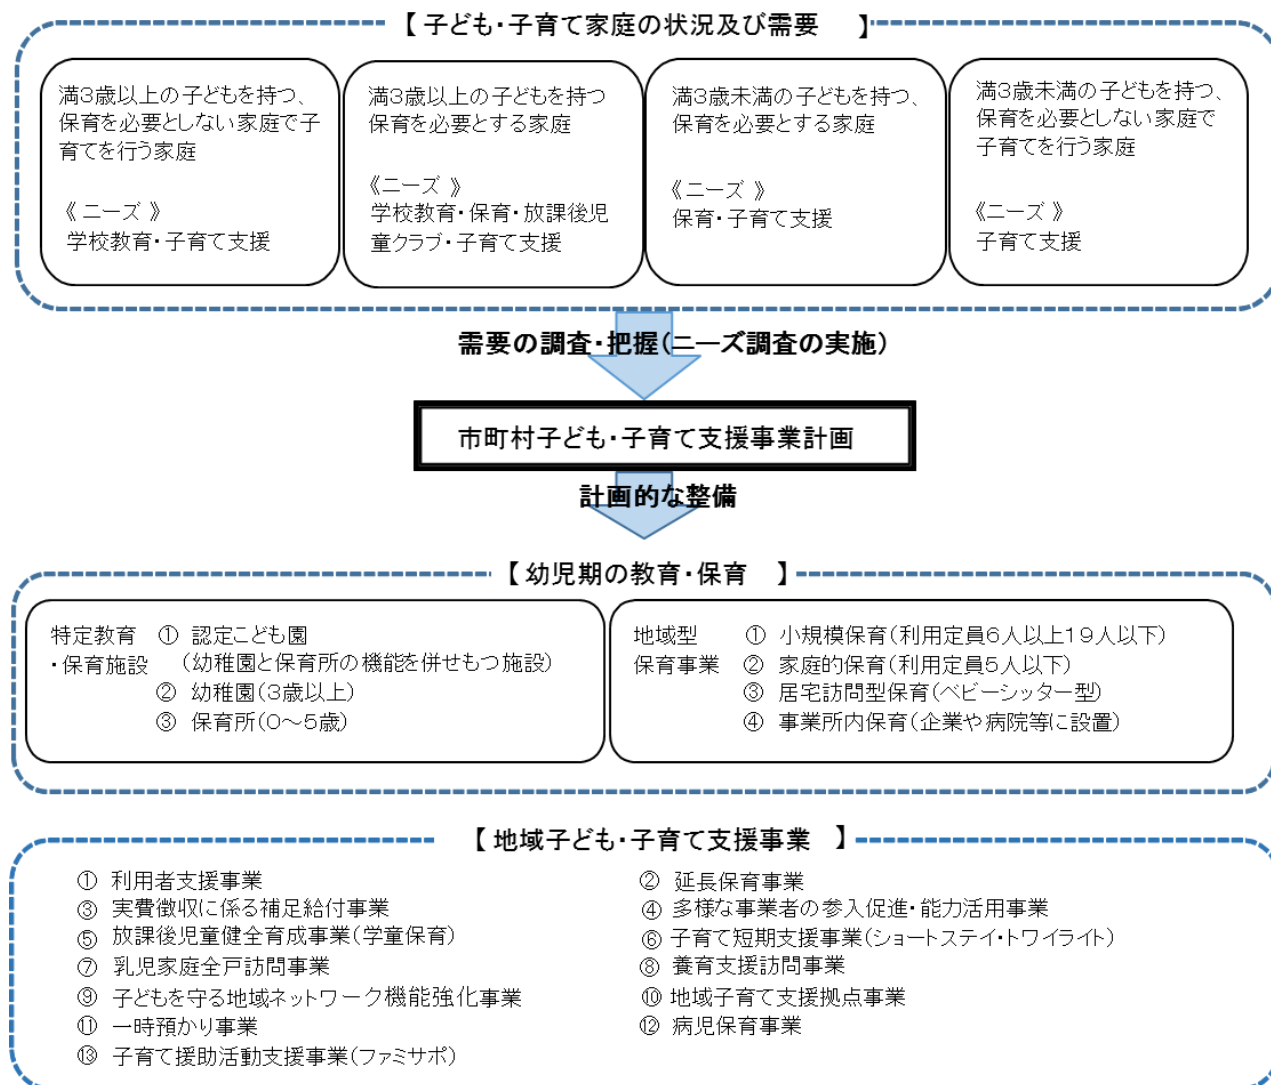 【 子ども・子育て家庭の状況及び需要 】
満3歳以上の子どもを持つ、
保育を必要としない家庭で子
育てを行う家庭
《ニーズ 》
学校教育・子育て支援
満3歳以上の子どもを持つ
保育を必要とする家庭
《ニーズ 》
学校教育・保育・放課後児
童クラブ・子育て支援
満3歳未満の子どもを持つ、
保育を必要とする家庭
《ニーズ 》
保育・子育て支援
満3歳未満の子どもを持つ、
保育を必要としない家庭で
子育てを行う家庭
《ニーズ 》
子育て支援
需要の調査・把握(ニーズ調査の実施)
市町村子ども・子育て支援事業計画
計画的な整備
【 幼児期の教育・保育 】
特定教育 ① 認定こども園
・保育施設 (幼稚園と保育所の機能を併せもつ施設)
② 幼稚園(3歳以上)
③ 保育所(0～5歳)
地域型 ① 小規模保育(利用定員6人以上19人以下)
保育事業 ② 家庭的保育(利用定員5人以下)
③ 居宅訪問型保育(ベビーシッター型)
④ 事業所内保育(企業や病院等に設置)
【 地域子ども・子育て支援事業 】
① 利用者支援事業 ② 延長保育事業
③ 実費徴収に係る補足給付事業 ④ 多様な事業者の参入促進・能力活用事業
⑤ 放課後児童健全育成事業(学童保育) ⑥ 子育て短期支援事業(ショートステイ・トワイライト)
⑦ 乳児家庭全戸訪問事業 ⑧ 養育支援訪問事業
⑨ 子どもを守る地域ネットワーク機能強化事業 ⑩ 地域子育て支援拠点事業
⑪ 一時預かり事業 ⑫ 病児保育事業
⑬ 子育て援助活動支援事業(ファミサポ)